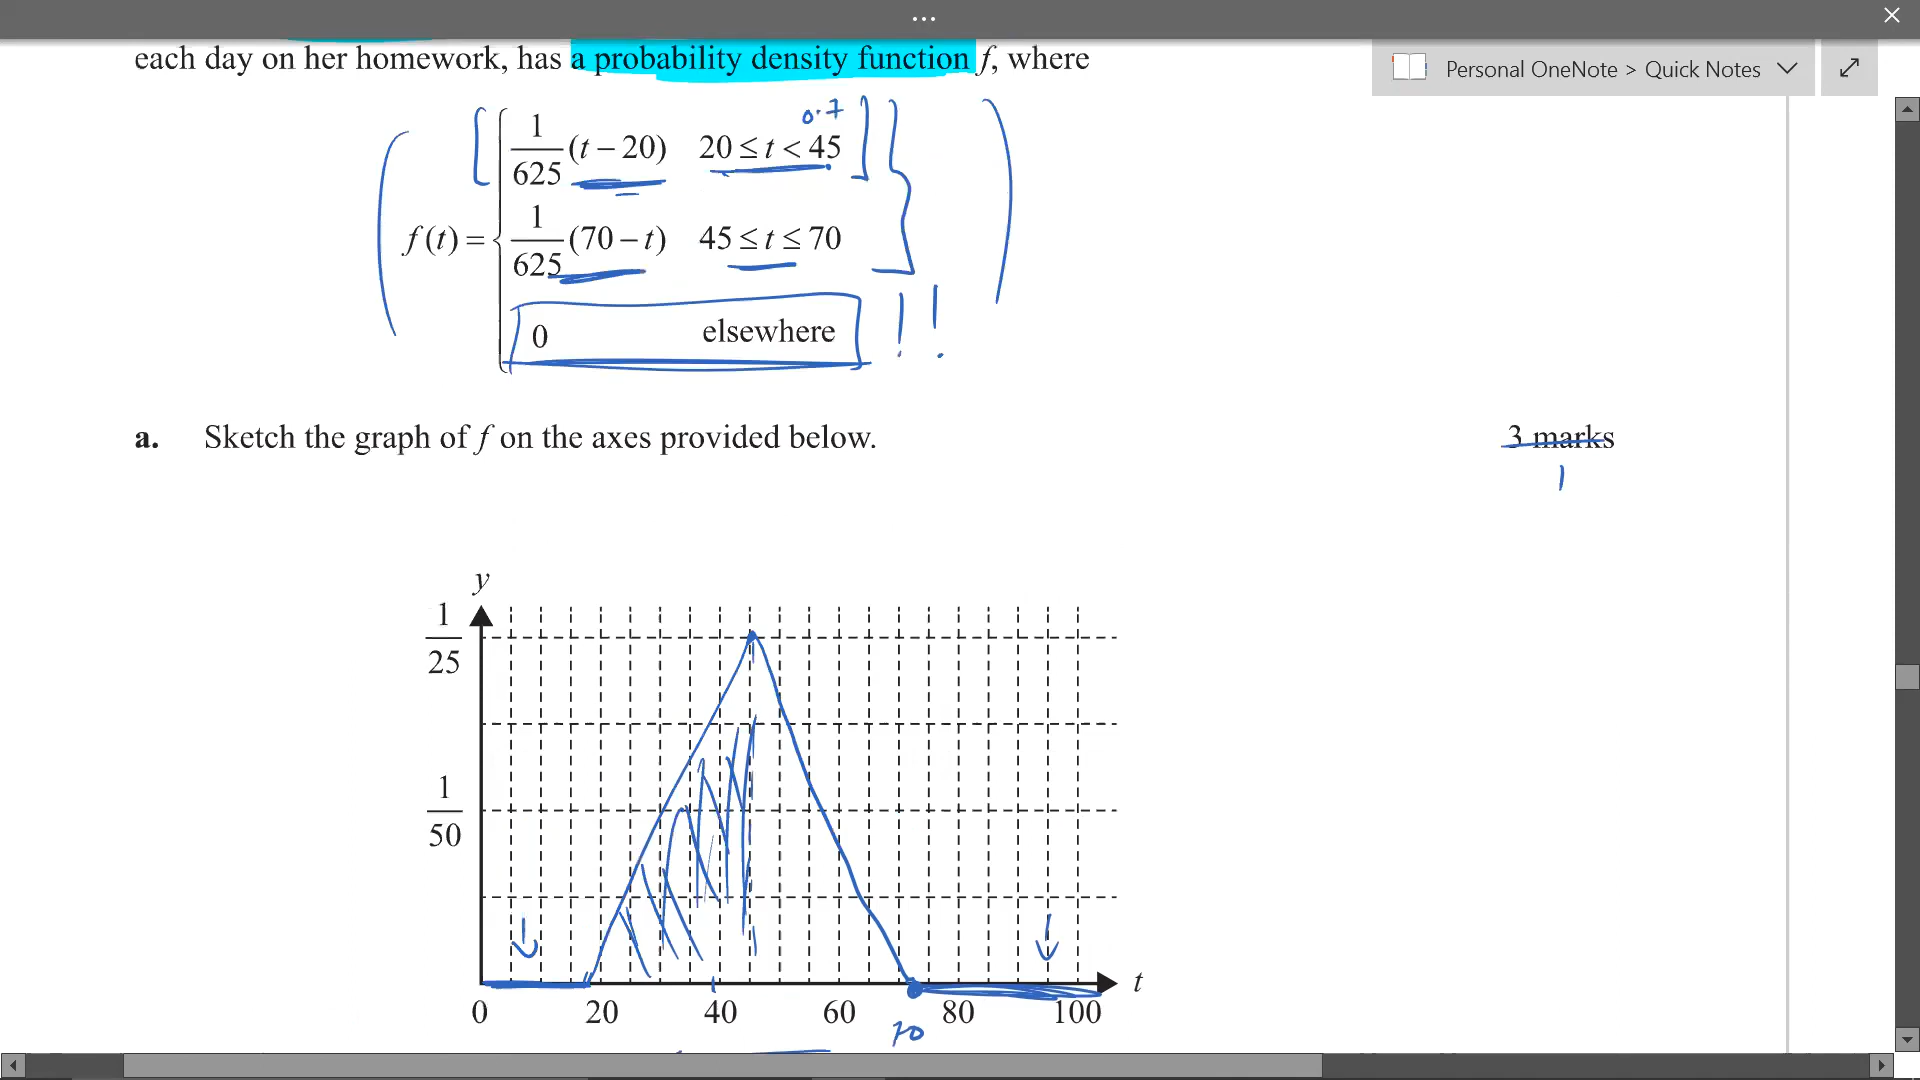 ...
each day on her homework, has a probability density function f, where
Personal OneNote > Quick Notes
0.7
1/625 (t – 20)  20 ≤ t < 45
f(t) =
1/625 (70 – t)  45 ≤ t ≤ 70
0  elsewhere
!!
a. Sketch the graph of f on the axes provided below.
3 marks
1
y
1/25
1/50
t
0 20 40 60 80 100
70